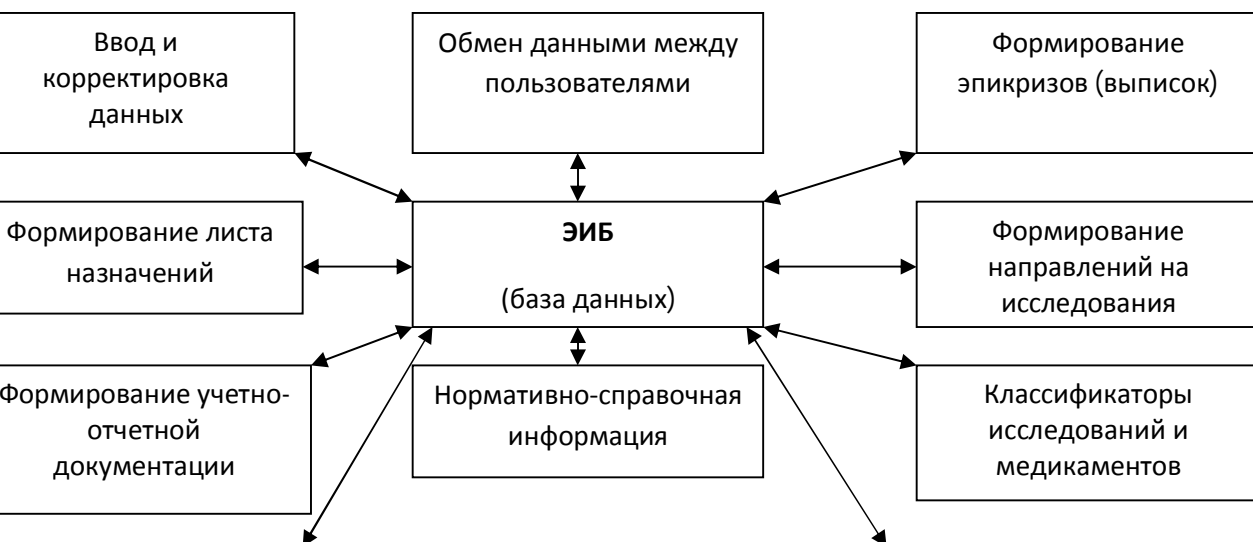 Ввод и
корректировка
данных
Обмен данными между
пользователями
Формирование
эпикризов (выписок)
Формирование листа
назначений
ЭИБ
(база данных)
Формирование
направлений на
исследования
Формирование учетно-
отчетной
документации
Нормативно-справочная
информация
Классификаторы
исследований и
медикаментов